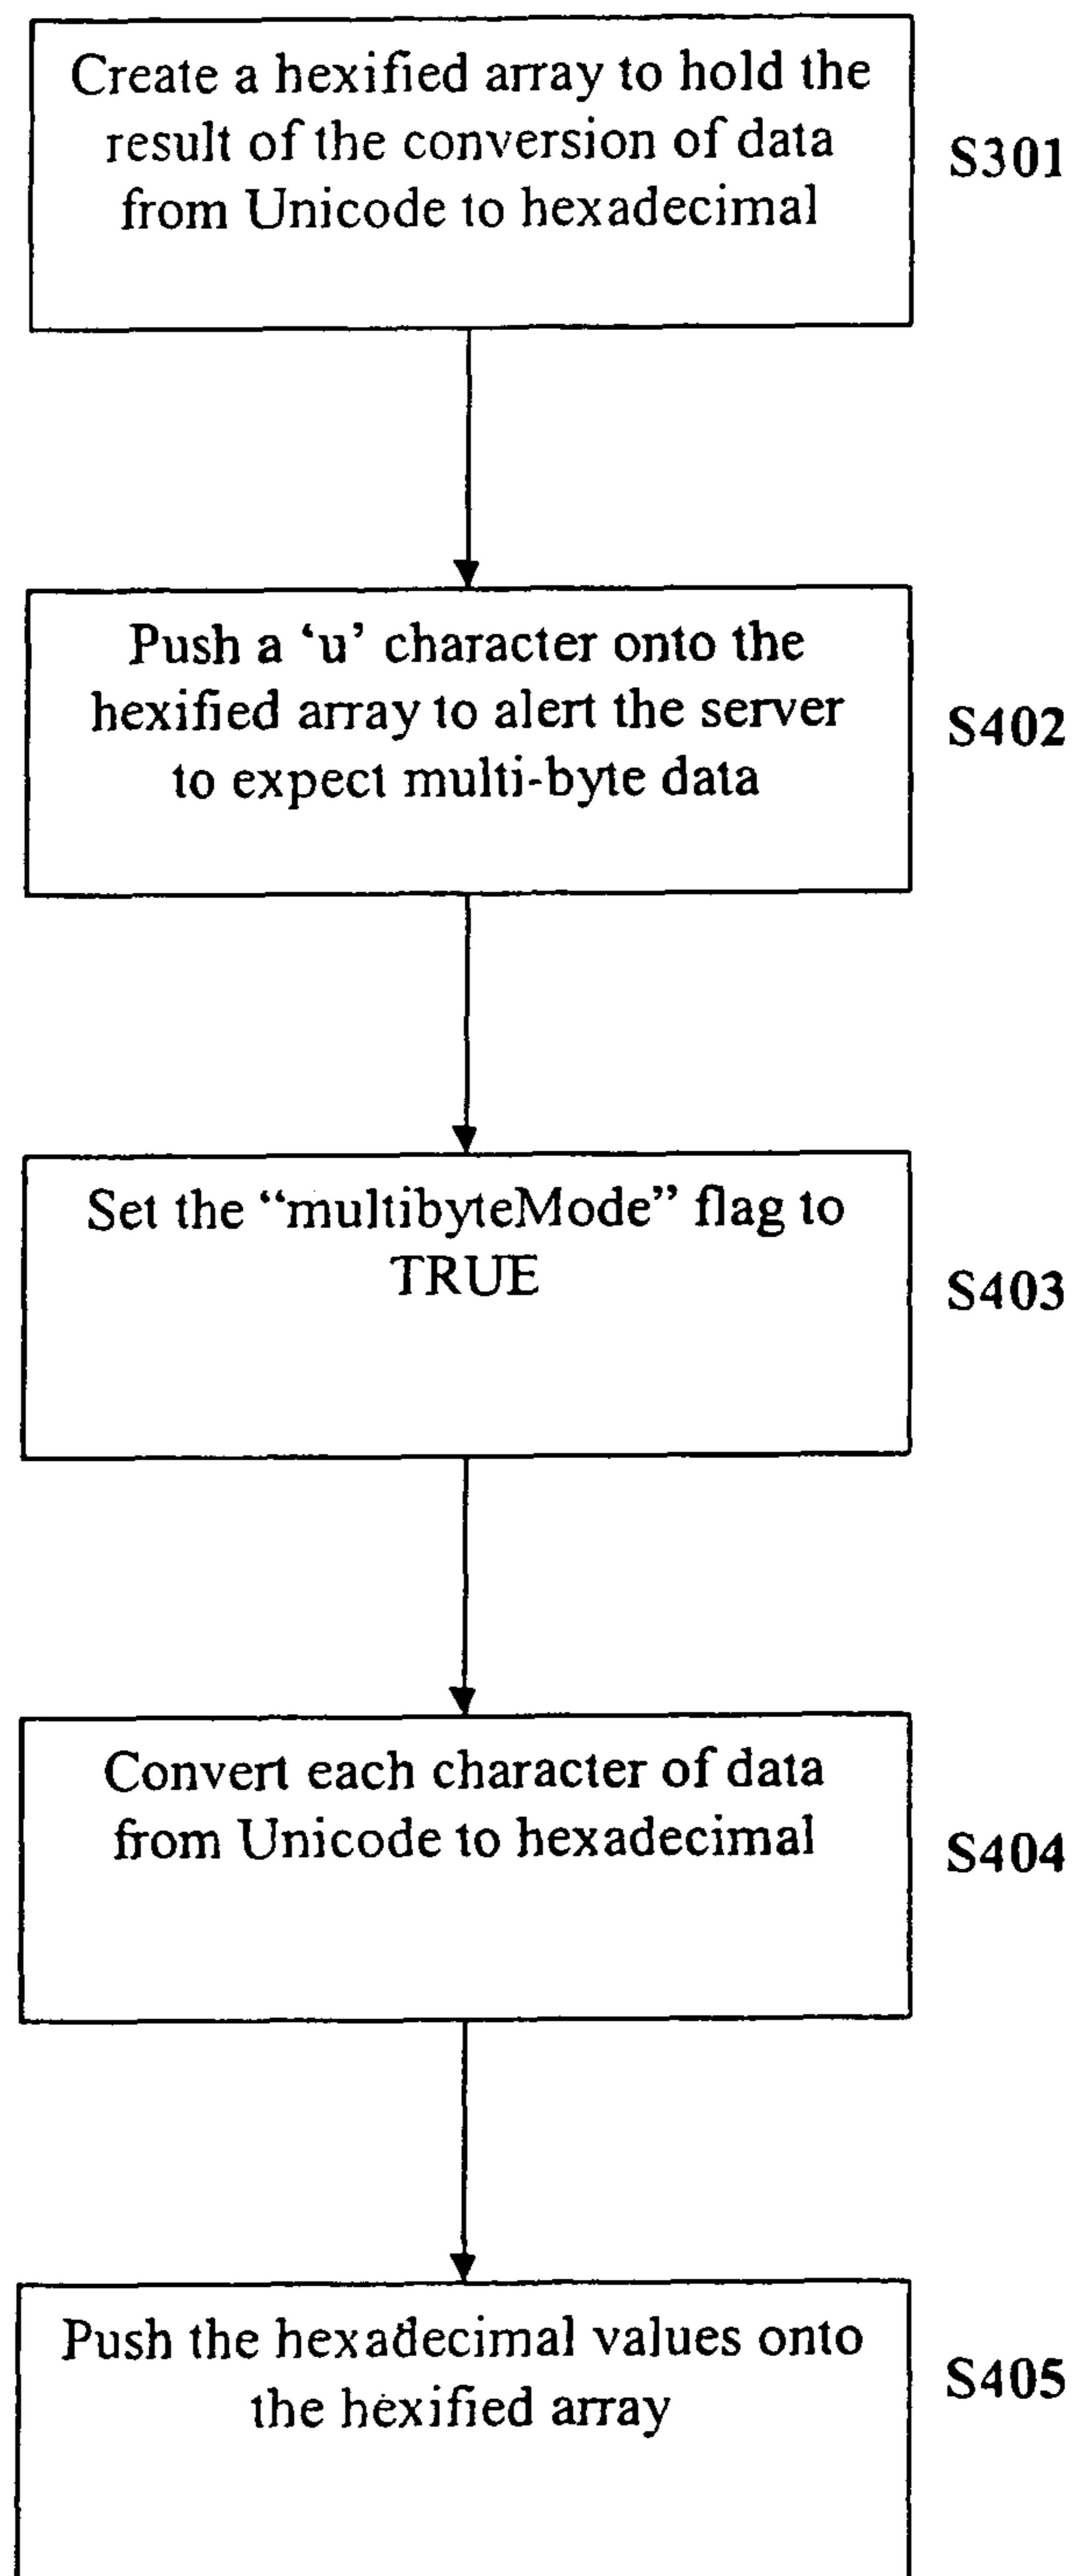 Create a hexified array to hold the
result of the conversion of data
from Unicode to hexadecimal
S301
Push a ‘u’ character onto the
hexified array to alert the server
to expect multi-byte data
S402
Set the “multibyteMode” flag to
TRUE
S403
Convert each character of data
from Unicode to hexadecimal
S404
Push the hexadecimal values onto
the hexified array
S405